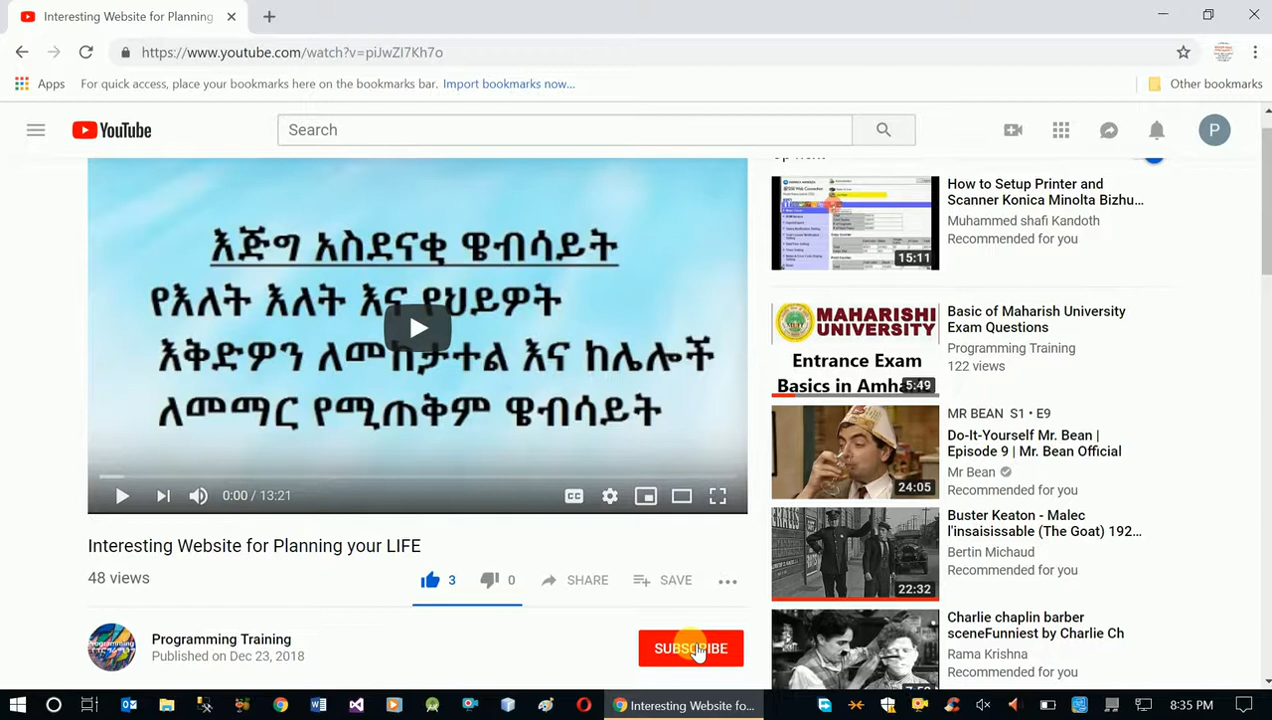 Interesting Website for Planning
https://www.youtube.com/watch?v=piJwZI7Kh7o
Apps
For quick access, place your bookmarks here on the bookmarks bar. Import bookmarks now...
Other bookmarks
YouTube
Search
P
እጅግ አስደናቂ ዌብሳይት
የእለት እለት እና የህይዎት
እቅድዎን ለመከታተል እና ከሌሎች
ለመማር የሚጠቅም ዌብሳይት
0:00 / 13:21
CC
Interesting Website for Planning your LIFE
48 views
3
0
SHARE
SAVE
Programming Training
Published on Dec 23, 2018
SUBSCRIBE
15:11
How to Setup Printer and
Scanner Konica Minolta Bizhu...
Muhammed shafi Kandoth
Recommended for you
MAHARISHI
UNIVERSITY
Entrance Exam
Basics in Amha
5:49
Basic of Maharish University
Exam Questions
Programming Training
122 views
24:05
MR BEAN S1 • E9
Do-It-Yourself Mr. Bean |
Episode 9 | Mr. Bean Official
Mr Bean
Recommended for you
22:32
Buster Keaton - Malec
l'insaisissable (The Goat) 192...
Bertin Michaud
Recommended for you
Charlie chaplin barber
sceneFunniest by Charlie Ch
Rama Krishna
Interesting Website fo...
8:35 PM